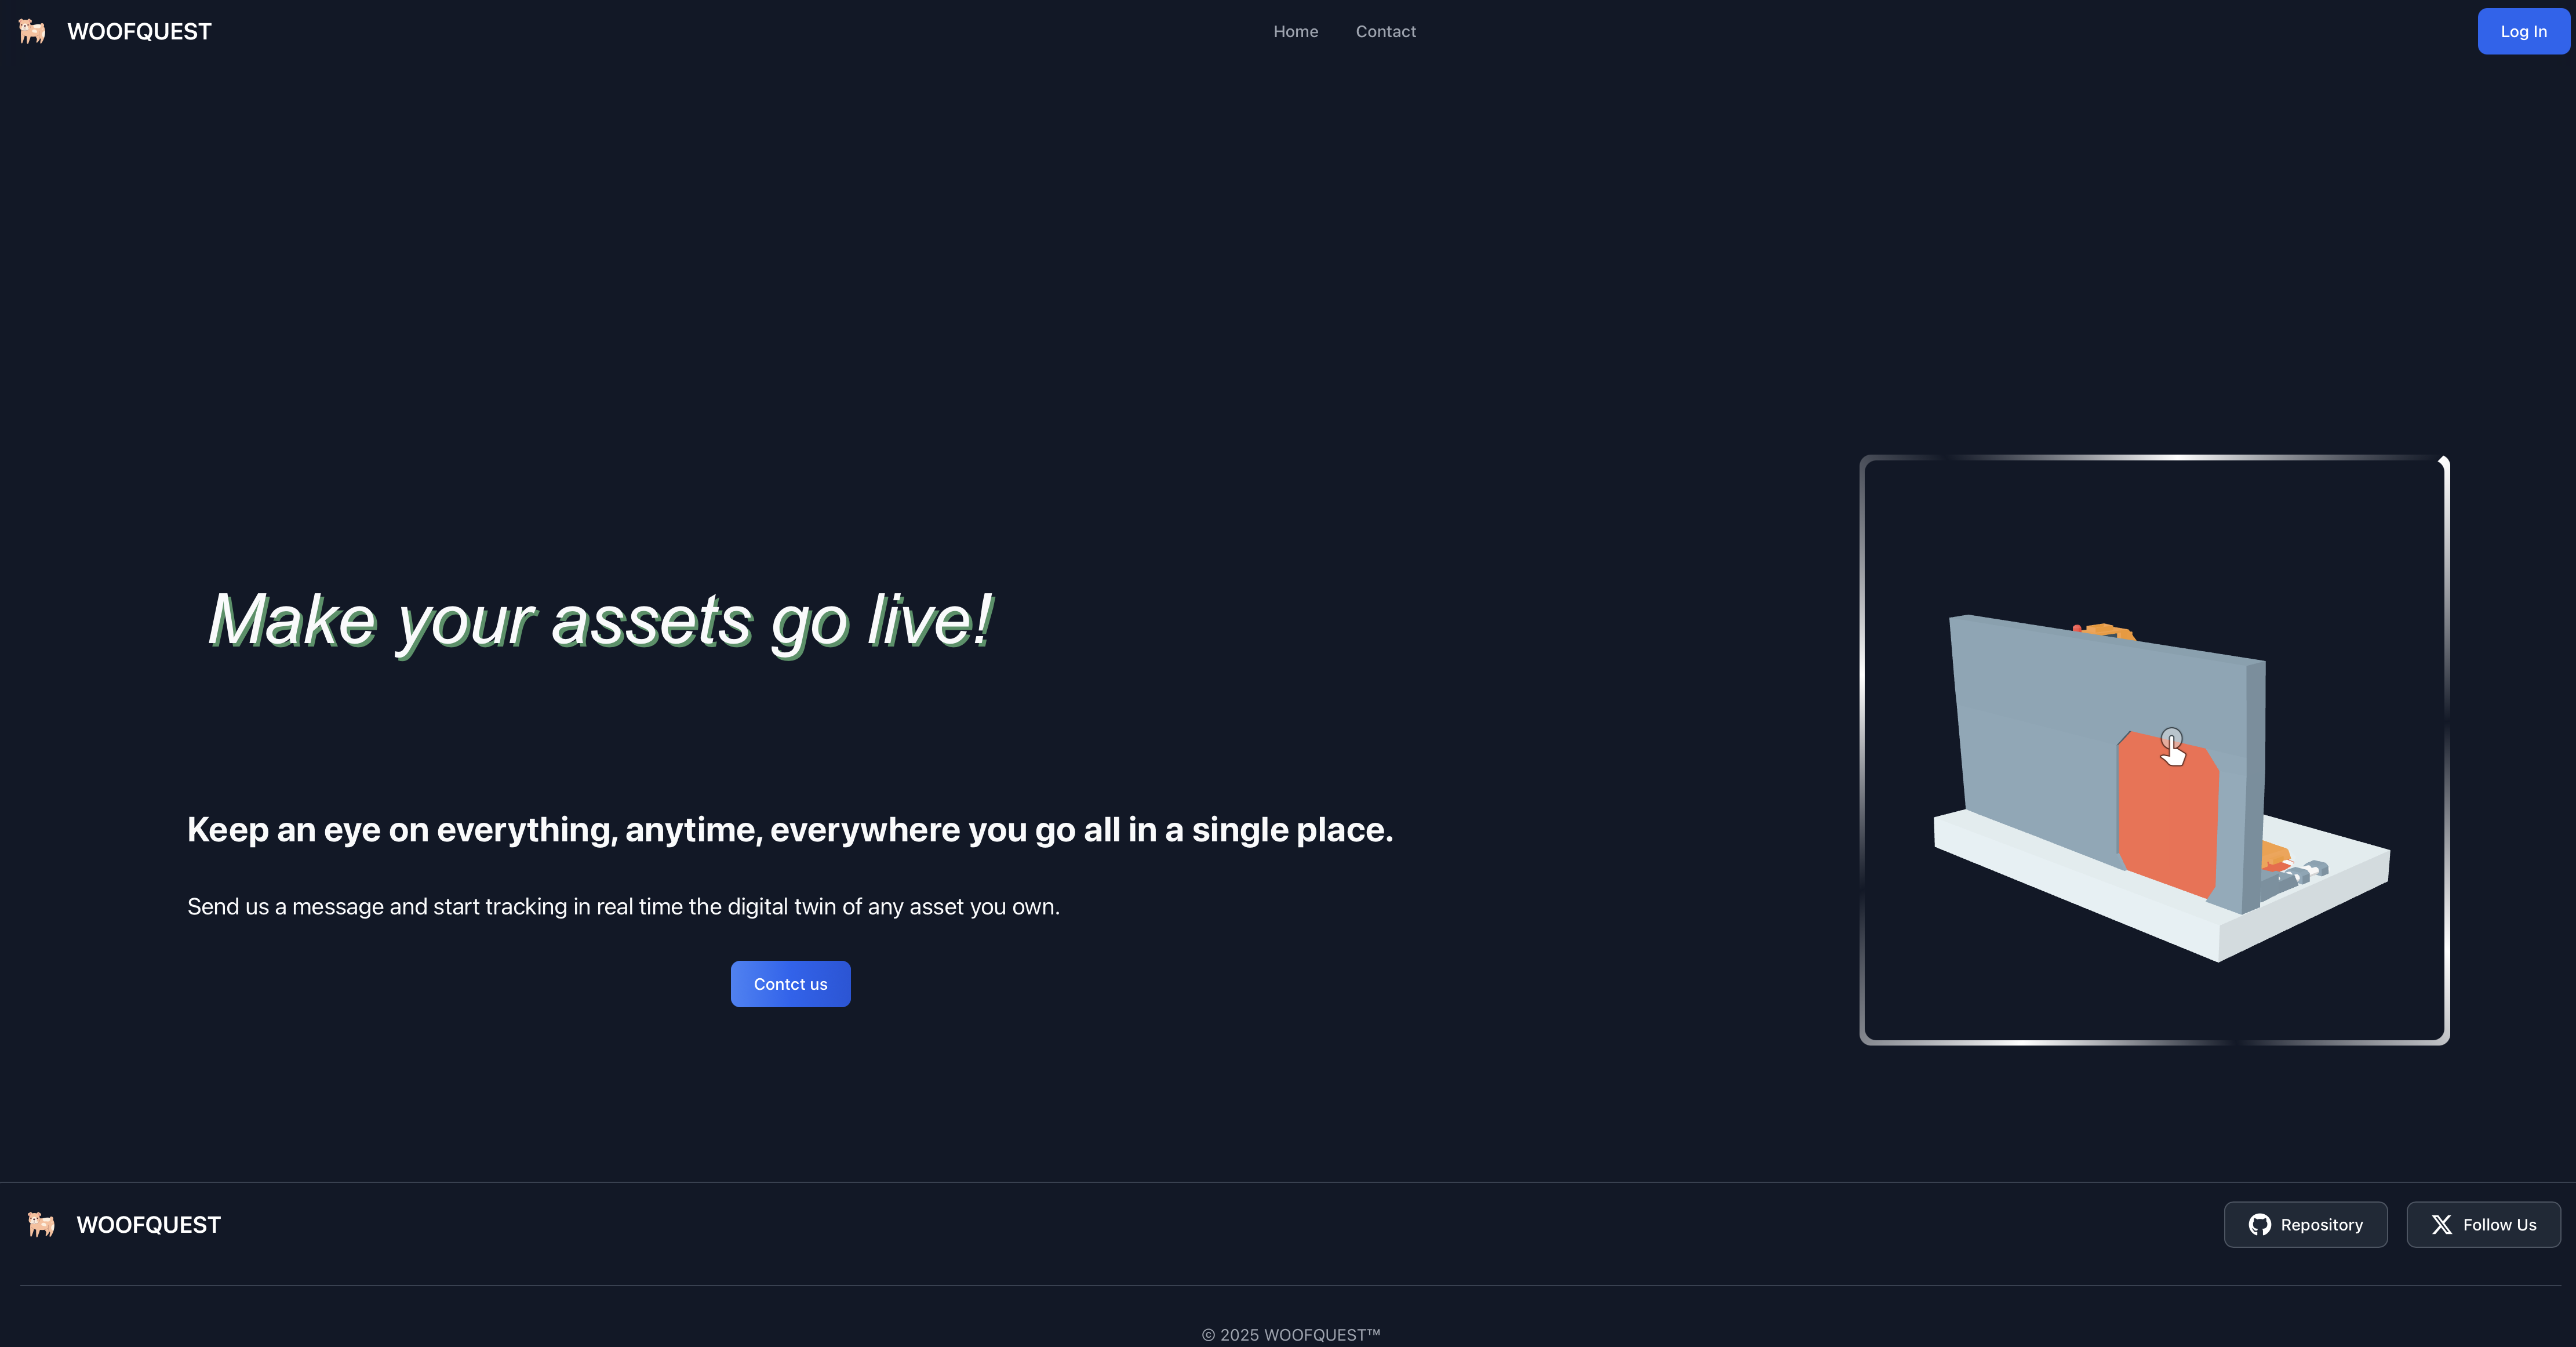 WOOFQUEST
Home
Contact
Log In
Make your assets go live!
Keep an eye on everything, anytime, everywhere you go all in a single place.
Send us a message and start tracking in real time the digital twin of any asset you own.
Contct us
WOOFQUEST
Repository
Follow Us
© 2025 WOOFQUEST™